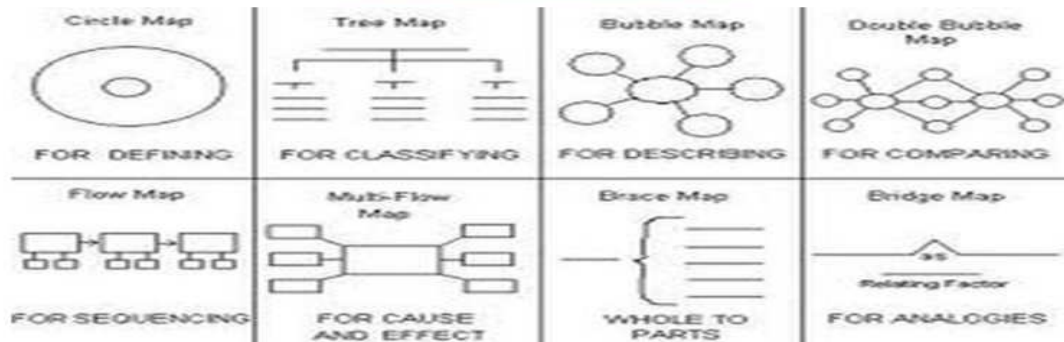 Circle Map
FOR DEFINING
Tree Map
FOR CLASSIFYING
Bubble Map
FOR DESCRIBING
Double Bubble
Map
FOR COMPARING
Flow Map
FOR SEQUENCING
Multi-Flow
Map
FOR CAUSE
AND EFFECT
Brace Map
WHOLE TO
PARTS
Bridge Map
as
Relating Factor
FOR ANALOGIES